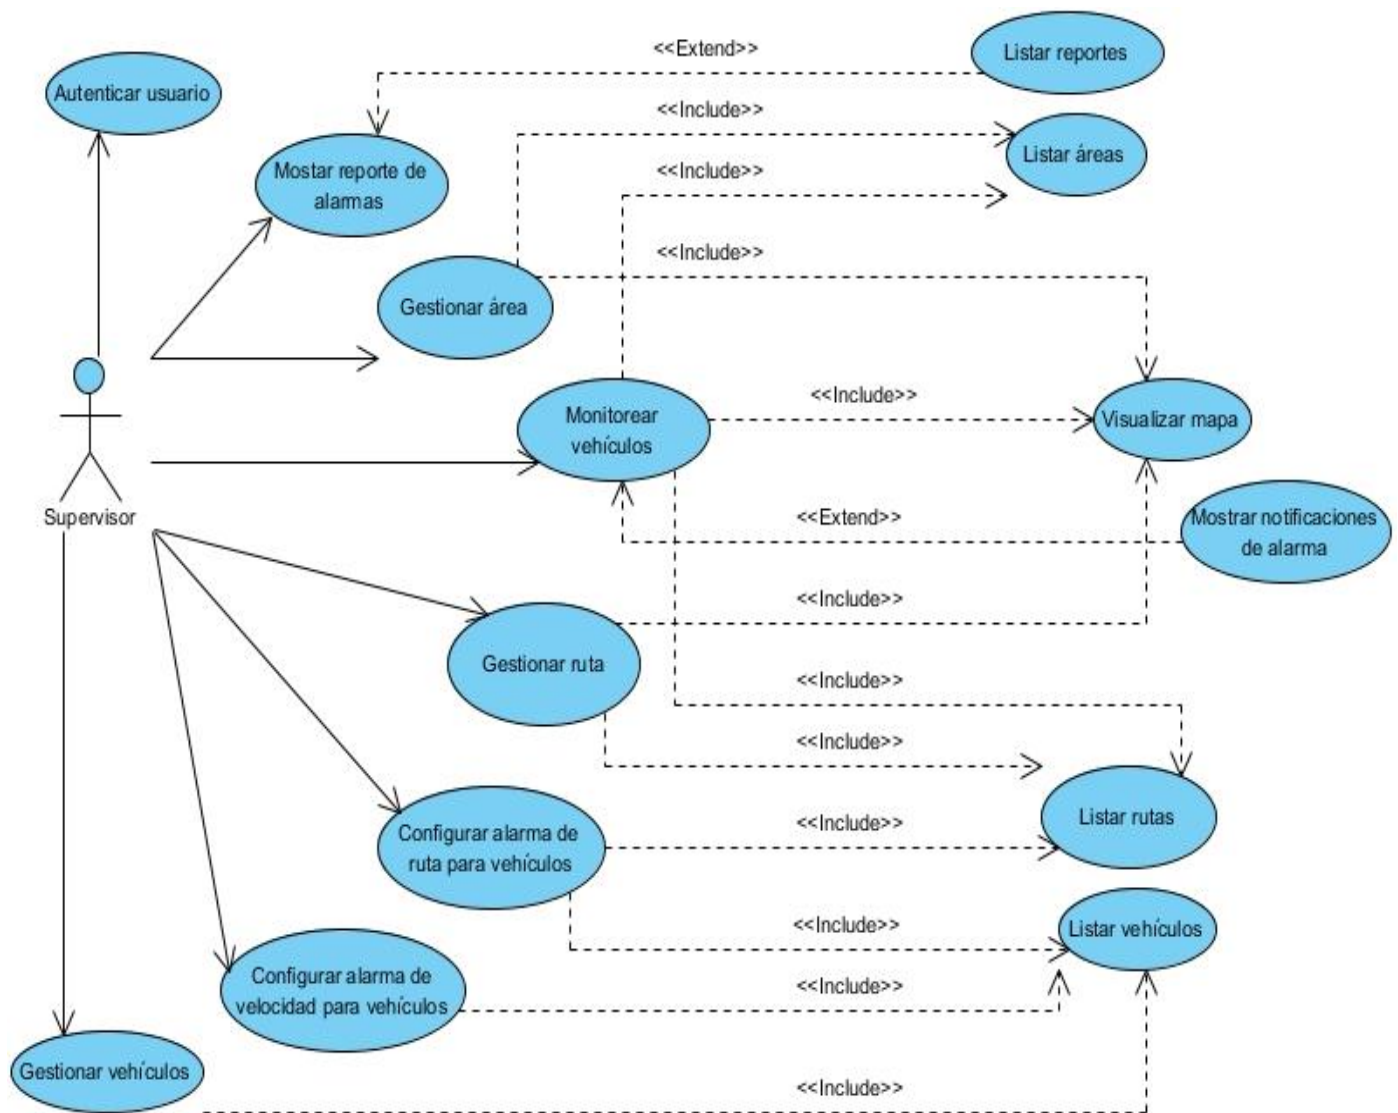 <<Extend>>
Listar reportes
Autenticar usuario
<<Include>>
Mostar reporte de
alarmas
Listar áreas
<<Include>>
<<Include>>
Gestionar área
Monitorear
vehículos
<<Include>>
Visualizar mapa
Supervisor
<<Extend>>
Mostrar notificaciones
de alarma
<<Include>>
Gestionar ruta
<<Include>>
<<Include>>
Configurar alarma de
ruta para vehículos
<<Include>>
Listar rutas
<<Include>>
Listar vehículos
Configurar alarma de
velocidad para vehículos
<<Include>>
Gestionar vehículos
<<Include>>